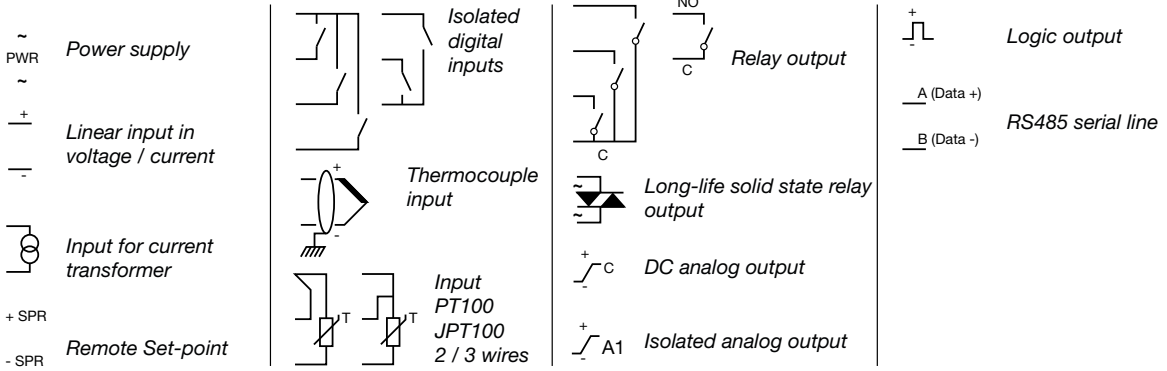 ~
PWR
~
Power supply
+
-
Linear input in
voltage / current
Input for current
transformer
+ SPR
- SPR
Remote Set-point
Isolated
digital
inputs
+
-
Thermocouple
input
T
T
Input
PT100
JPT100
2 / 3 wires
C
NO
C
Relay output
~
~
Long-life solid state relay
output
+
-
C
DC analog output
+
-
A1
Isolated analog output
+
-
Logic output
A (Data +)
B (Data -)
RS485 serial line